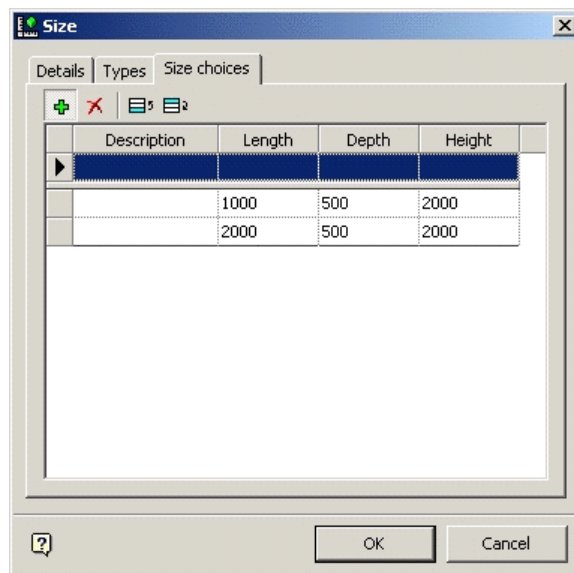 Size
Details Types Size choices
Description Length Depth Height
1000 500 2000
2000 500 2000
OK Cancel